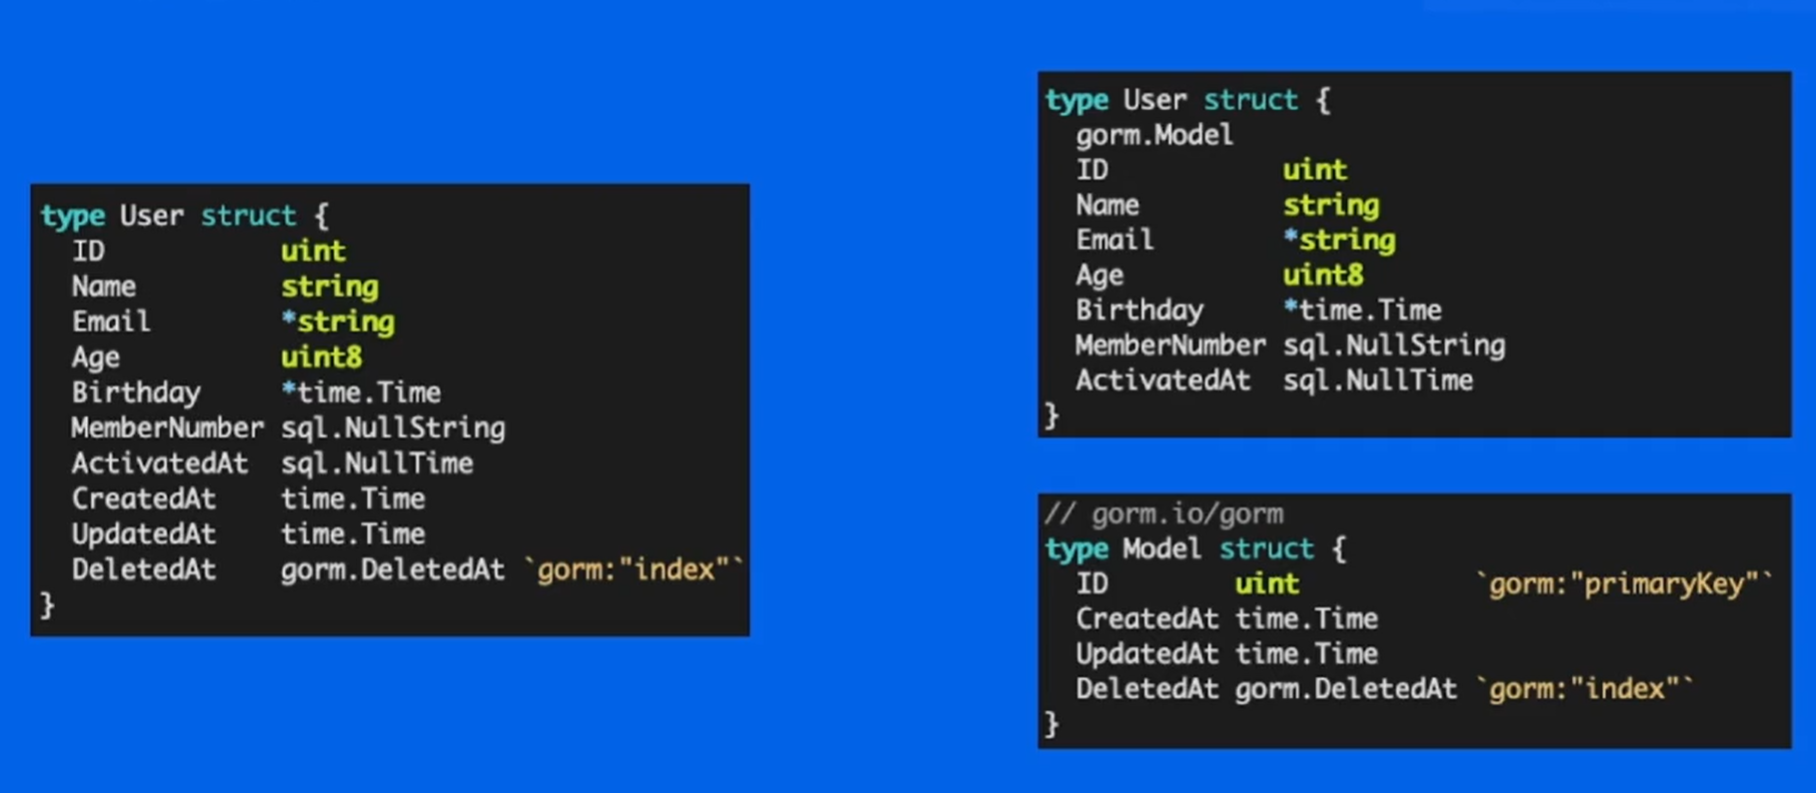 type User struct {
  ID           uint
  Name         string
  Email        *string
  Age          uint8
  Birthday     *time.Time
  MemberNumber sql.NullString
  ActivatedAt  sql.NullTime
  CreatedAt    time.Time
  UpdatedAt    time.Time
  DeletedAt    gorm.DeletedAt `gorm:"index"`
}
type User struct {
  gorm.Model
  ID           uint
  Name         string
  Email        *string
  Age          uint8
  Birthday     *time.Time
  MemberNumber sql.NullString
  ActivatedAt  sql.NullTime
}
// gorm.io/gorm
type Model struct {
  ID        uint           `gorm:"primaryKey"`
  CreatedAt time.Time
  UpdatedAt time.Time
  DeletedAt gorm.DeletedAt `gorm:"index"`
}